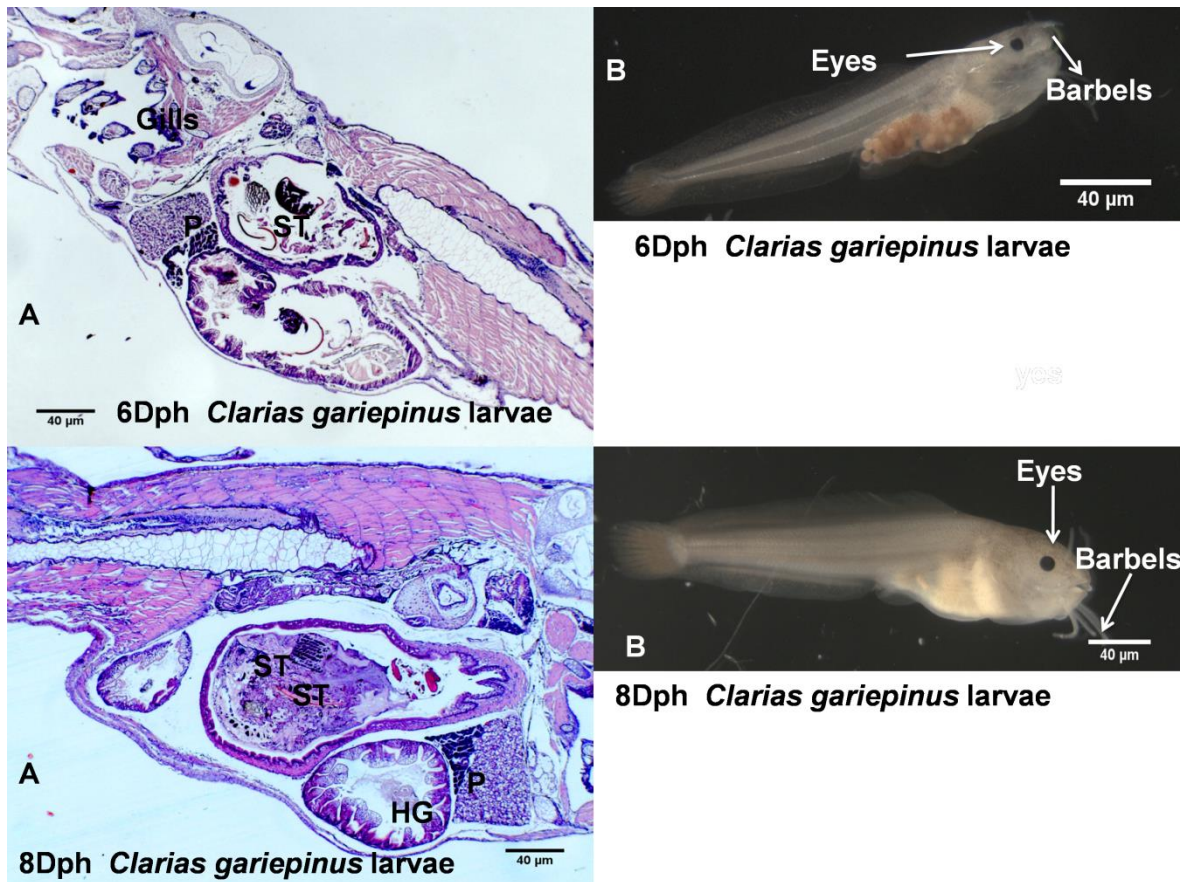 Gills
P
ST
A
40 µm
6Dph Clarias gariepinus larvae
B
Eyes
Barbels
40 µm
6Dph Clarias gariepinus larvae
yes
ST
ST
A
P
HG
40 µm
8Dph Clarias gariepinus larvae
Eyes
Barbels
B
40 µm
8Dph Clarias gariepinus larvae